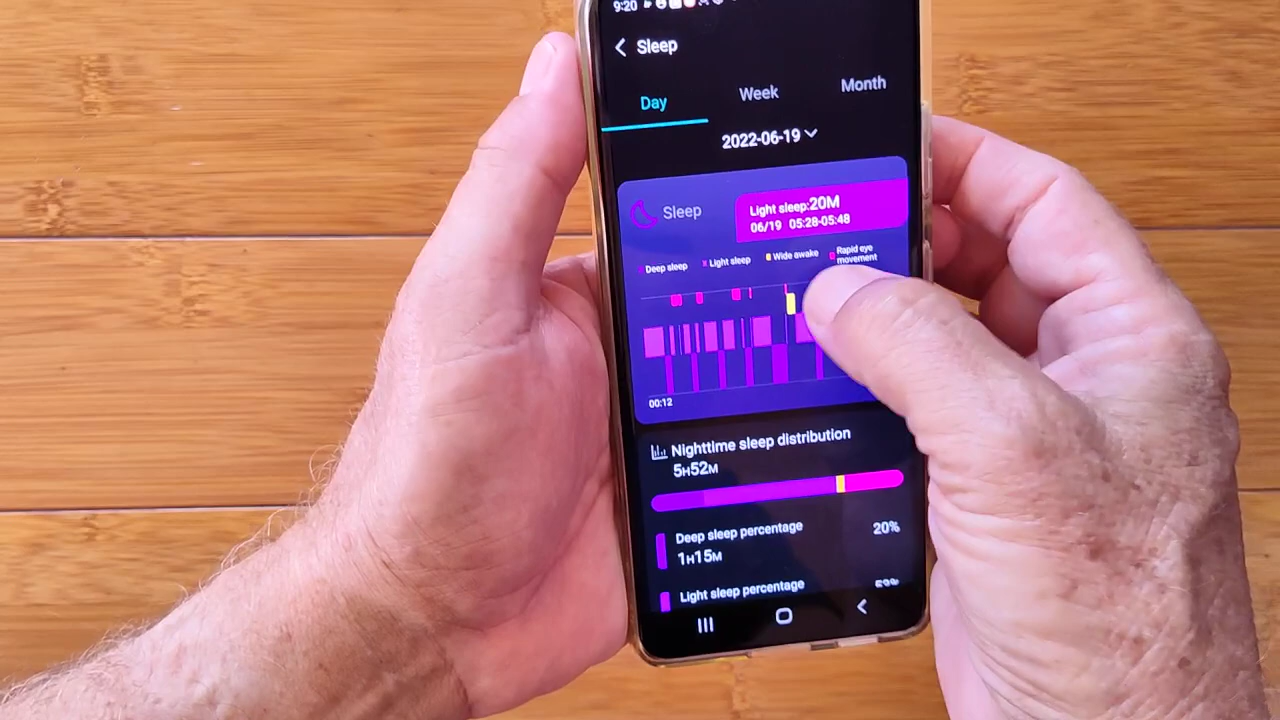 9:20
Sleep
Day
Week
Month
2022-06-19
Sleep
Light sleep:20M
06/19 05:28-05:48
Deep sleep
Light sleep
Wide awake
Rapid eye
movement
00:12
Nighttime sleep distribution
5H52M
Deep sleep percentage
20%
1H15M
Light sleep percentage